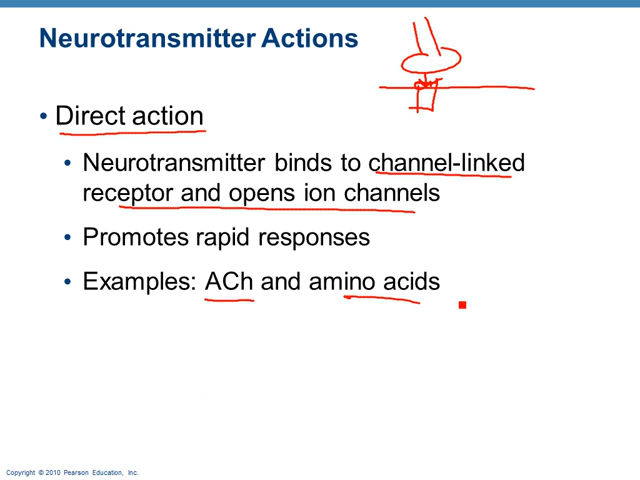 Neurotransmitter Actions
• Direct action
• Neurotransmitter binds to channel-linked
receptor and opens ion channels
• Promotes rapid responses
• Examples: ACh and amino acids
Copyright © 2010 Pearson Education, Inc.